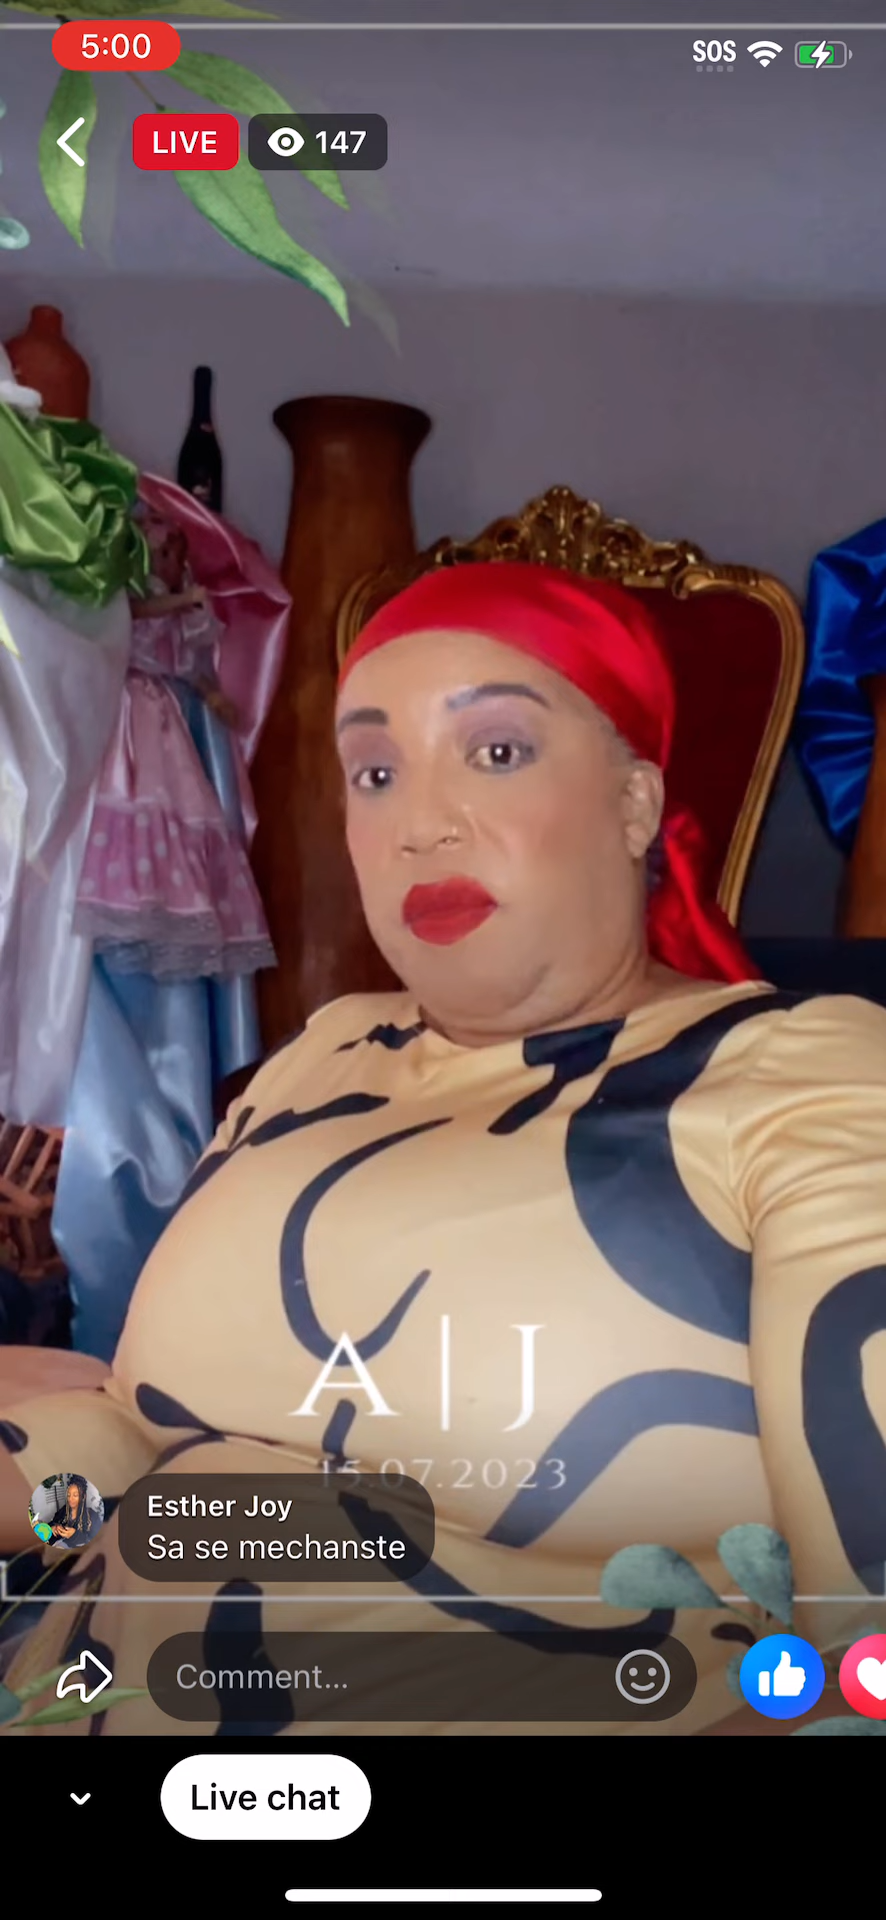 5:00
SOS
LIVE
147
A | J
15.07.2023
Esther Joy
Sa se mechanste
Comment...
Live chat